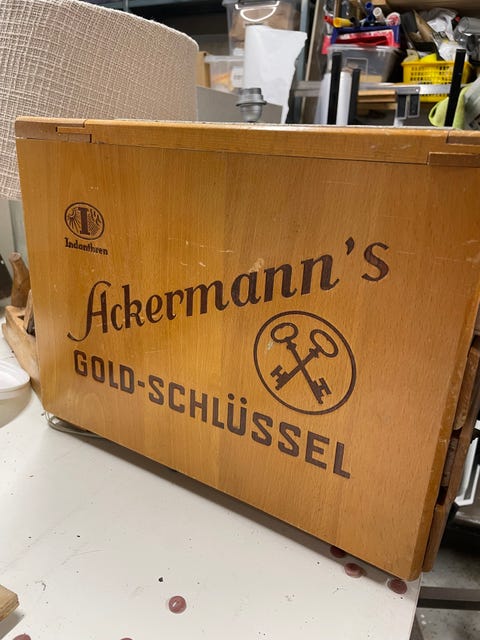 I
Indanthren
Ackermann's
GOLD-SCHLÜSSEL